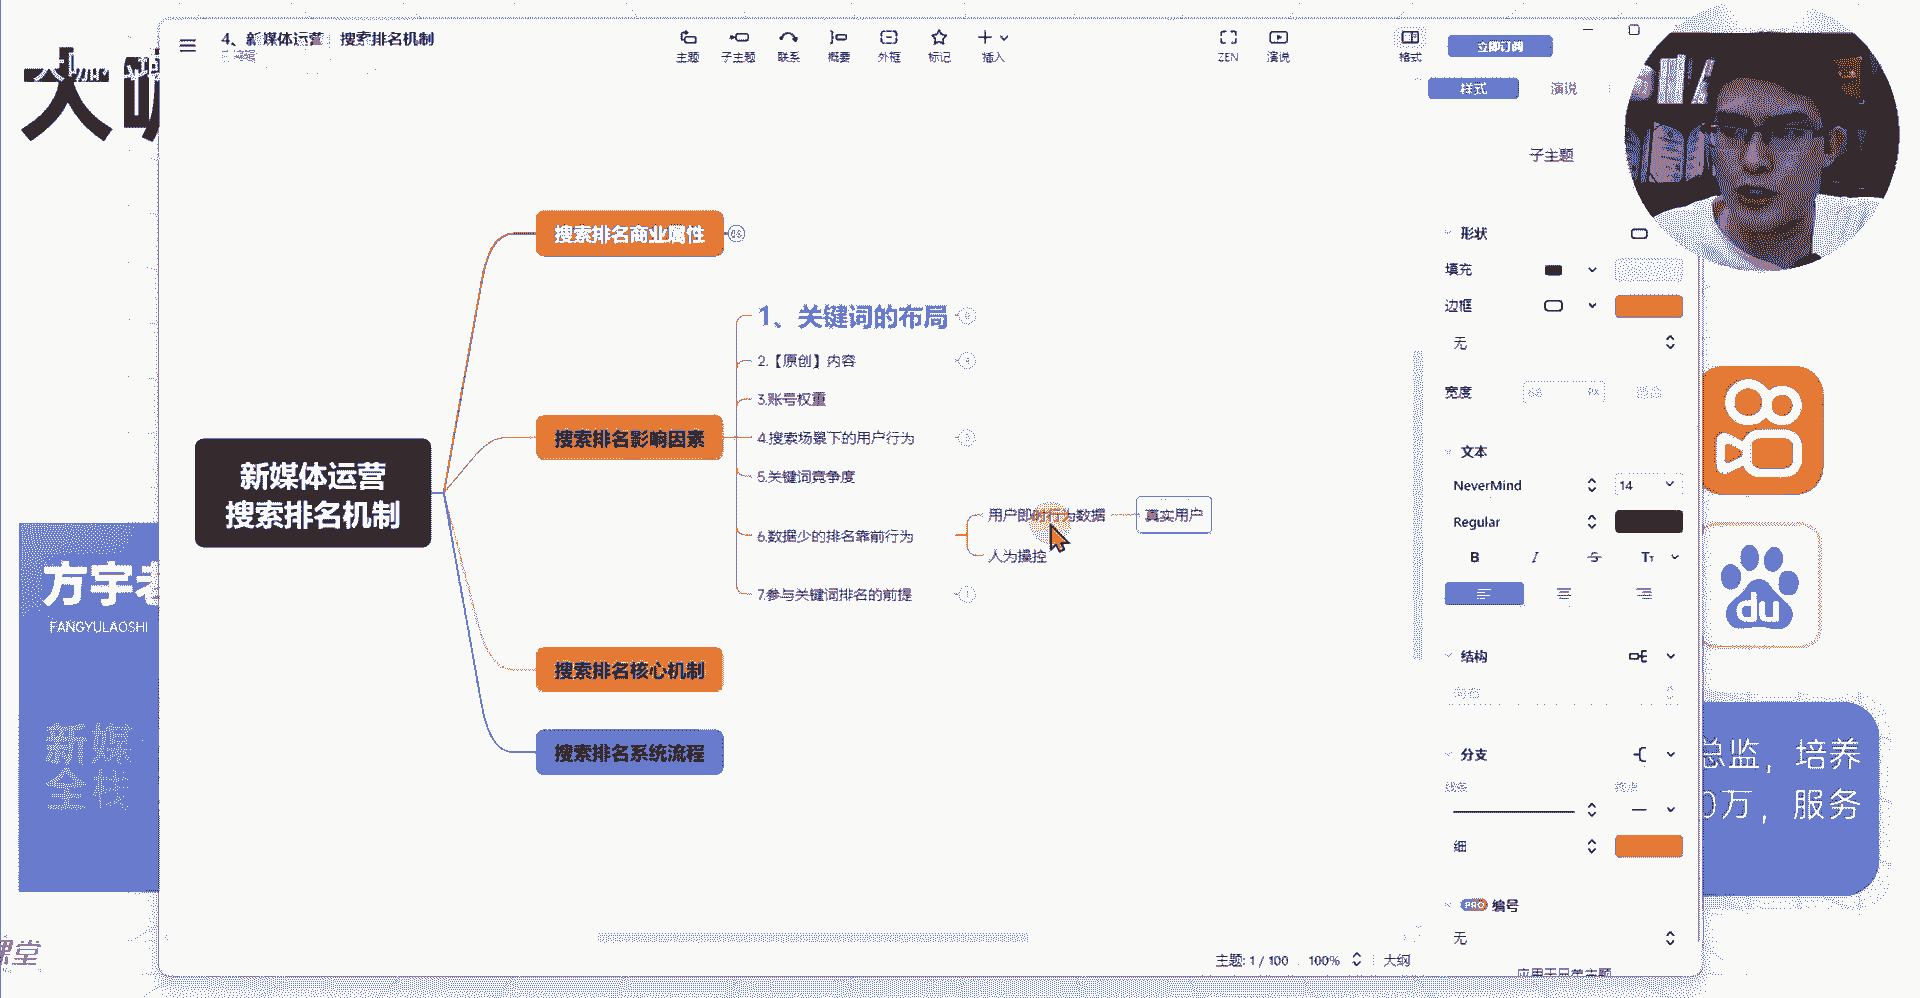 4、新媒体运营 搜索排名机制
已编辑
主题
子主题
联系
概要
外框
标记
插入
ZEN
演说
格式
立即订阅
样式
演说
子主题
大
新媒体运营
搜索排名机制
搜索排名商业属性
搜索排名影响因素
1、关键词的布局
2.【原创】内容
3.账号权重
4.搜索场景下的用户行为
5.关键词竞争度
6.数据少的排名靠前行为
用户即时行为数据
真实用户
人为操控
7.参与关键词排名的前提
搜索排名核心机制
搜索排名系统流程
形状
填充
边框
无
宽度
PX
文本
NeverMind
14
Regular
B
I
S
Tт
结构
分支
细
PRO 编号
无
主题: 1 / 100
100%
大纲
方宇老
FANGYULAOSHI
新媒
全栈
课堂
du
总监，培养
0万，服务